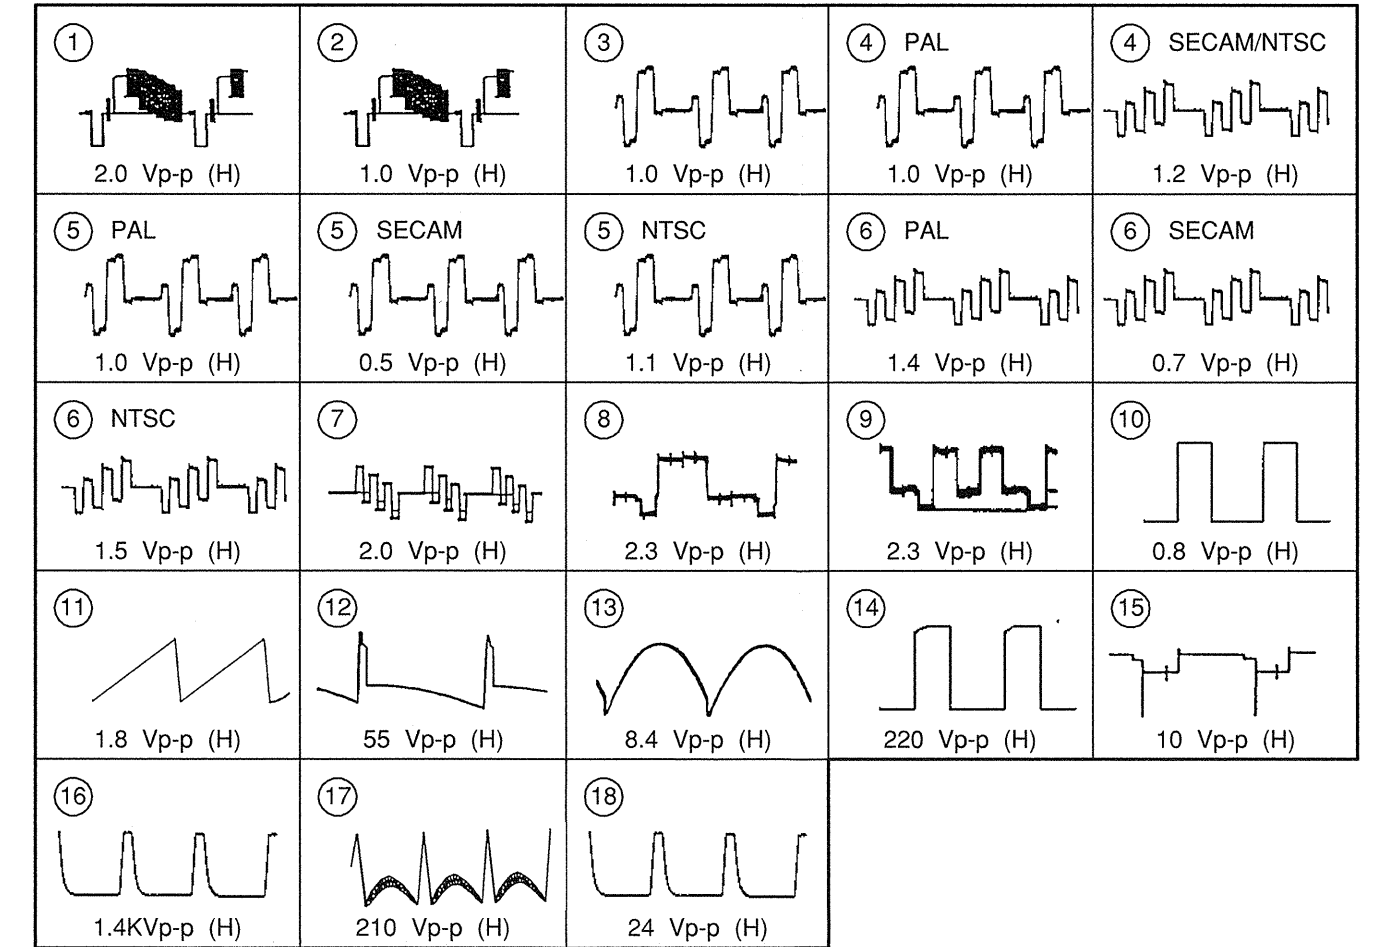 ① ② ③ ④ PAL ④ SECAM/NTSC
2.0 Vp-p (H) 1.0 Vp-p (H) 1.0 Vp-p (H) 1.0 Vp-p (H) 1.2 Vp-p (H)
⑤ PAL ⑤ SECAM ⑤ NTSC ⑥ PAL ⑥ SECAM
1.0 Vp-p (H) 0.5 Vp-p (H) 1.1 Vp-p (H) 1.4 Vp-p (H) 0.7 Vp-p (H)
⑥ NTSC ⑦ ⑧ ⑨ ⑩
1.5 Vp-p (H) 2.0 Vp-p (H) 2.3 Vp-p (H) 2.3 Vp-p (H) 0.8 Vp-p (H)
⑪ ⑫ ⑬ ⑭ ⑮
1.8 Vp-p (H) 55 Vp-p (H) 8.4 Vp-p (H) 220 Vp-p (H) 10 Vp-p (H)
⑯ ⑰ ⑱
1.4KVp-p (H) 210 Vp-p (H) 24 Vp-p (H)